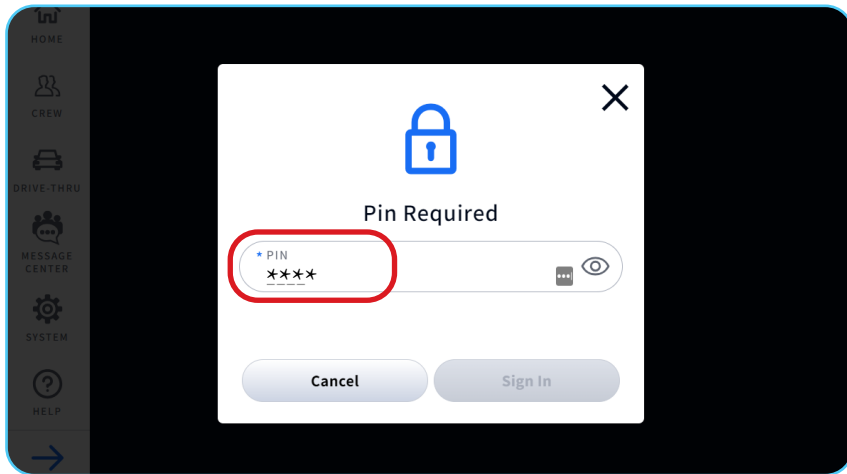 HOME
CREW
DRIVE-THRU
MESSAGE
CENTER
SYSTEM
HELP
Pin Required
* PIN
****
Cancel
Sign In